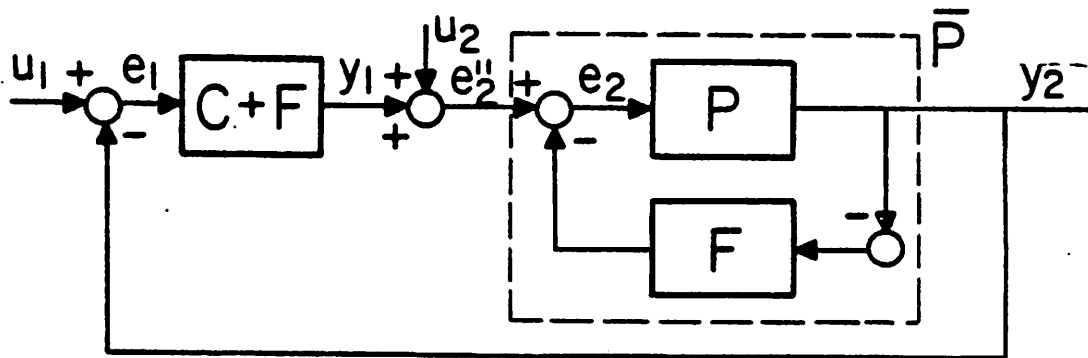 P̅
u₂
u₁ + e₁ C+F y₁ + e₂'' + e₂ P y₂
- + -
- F